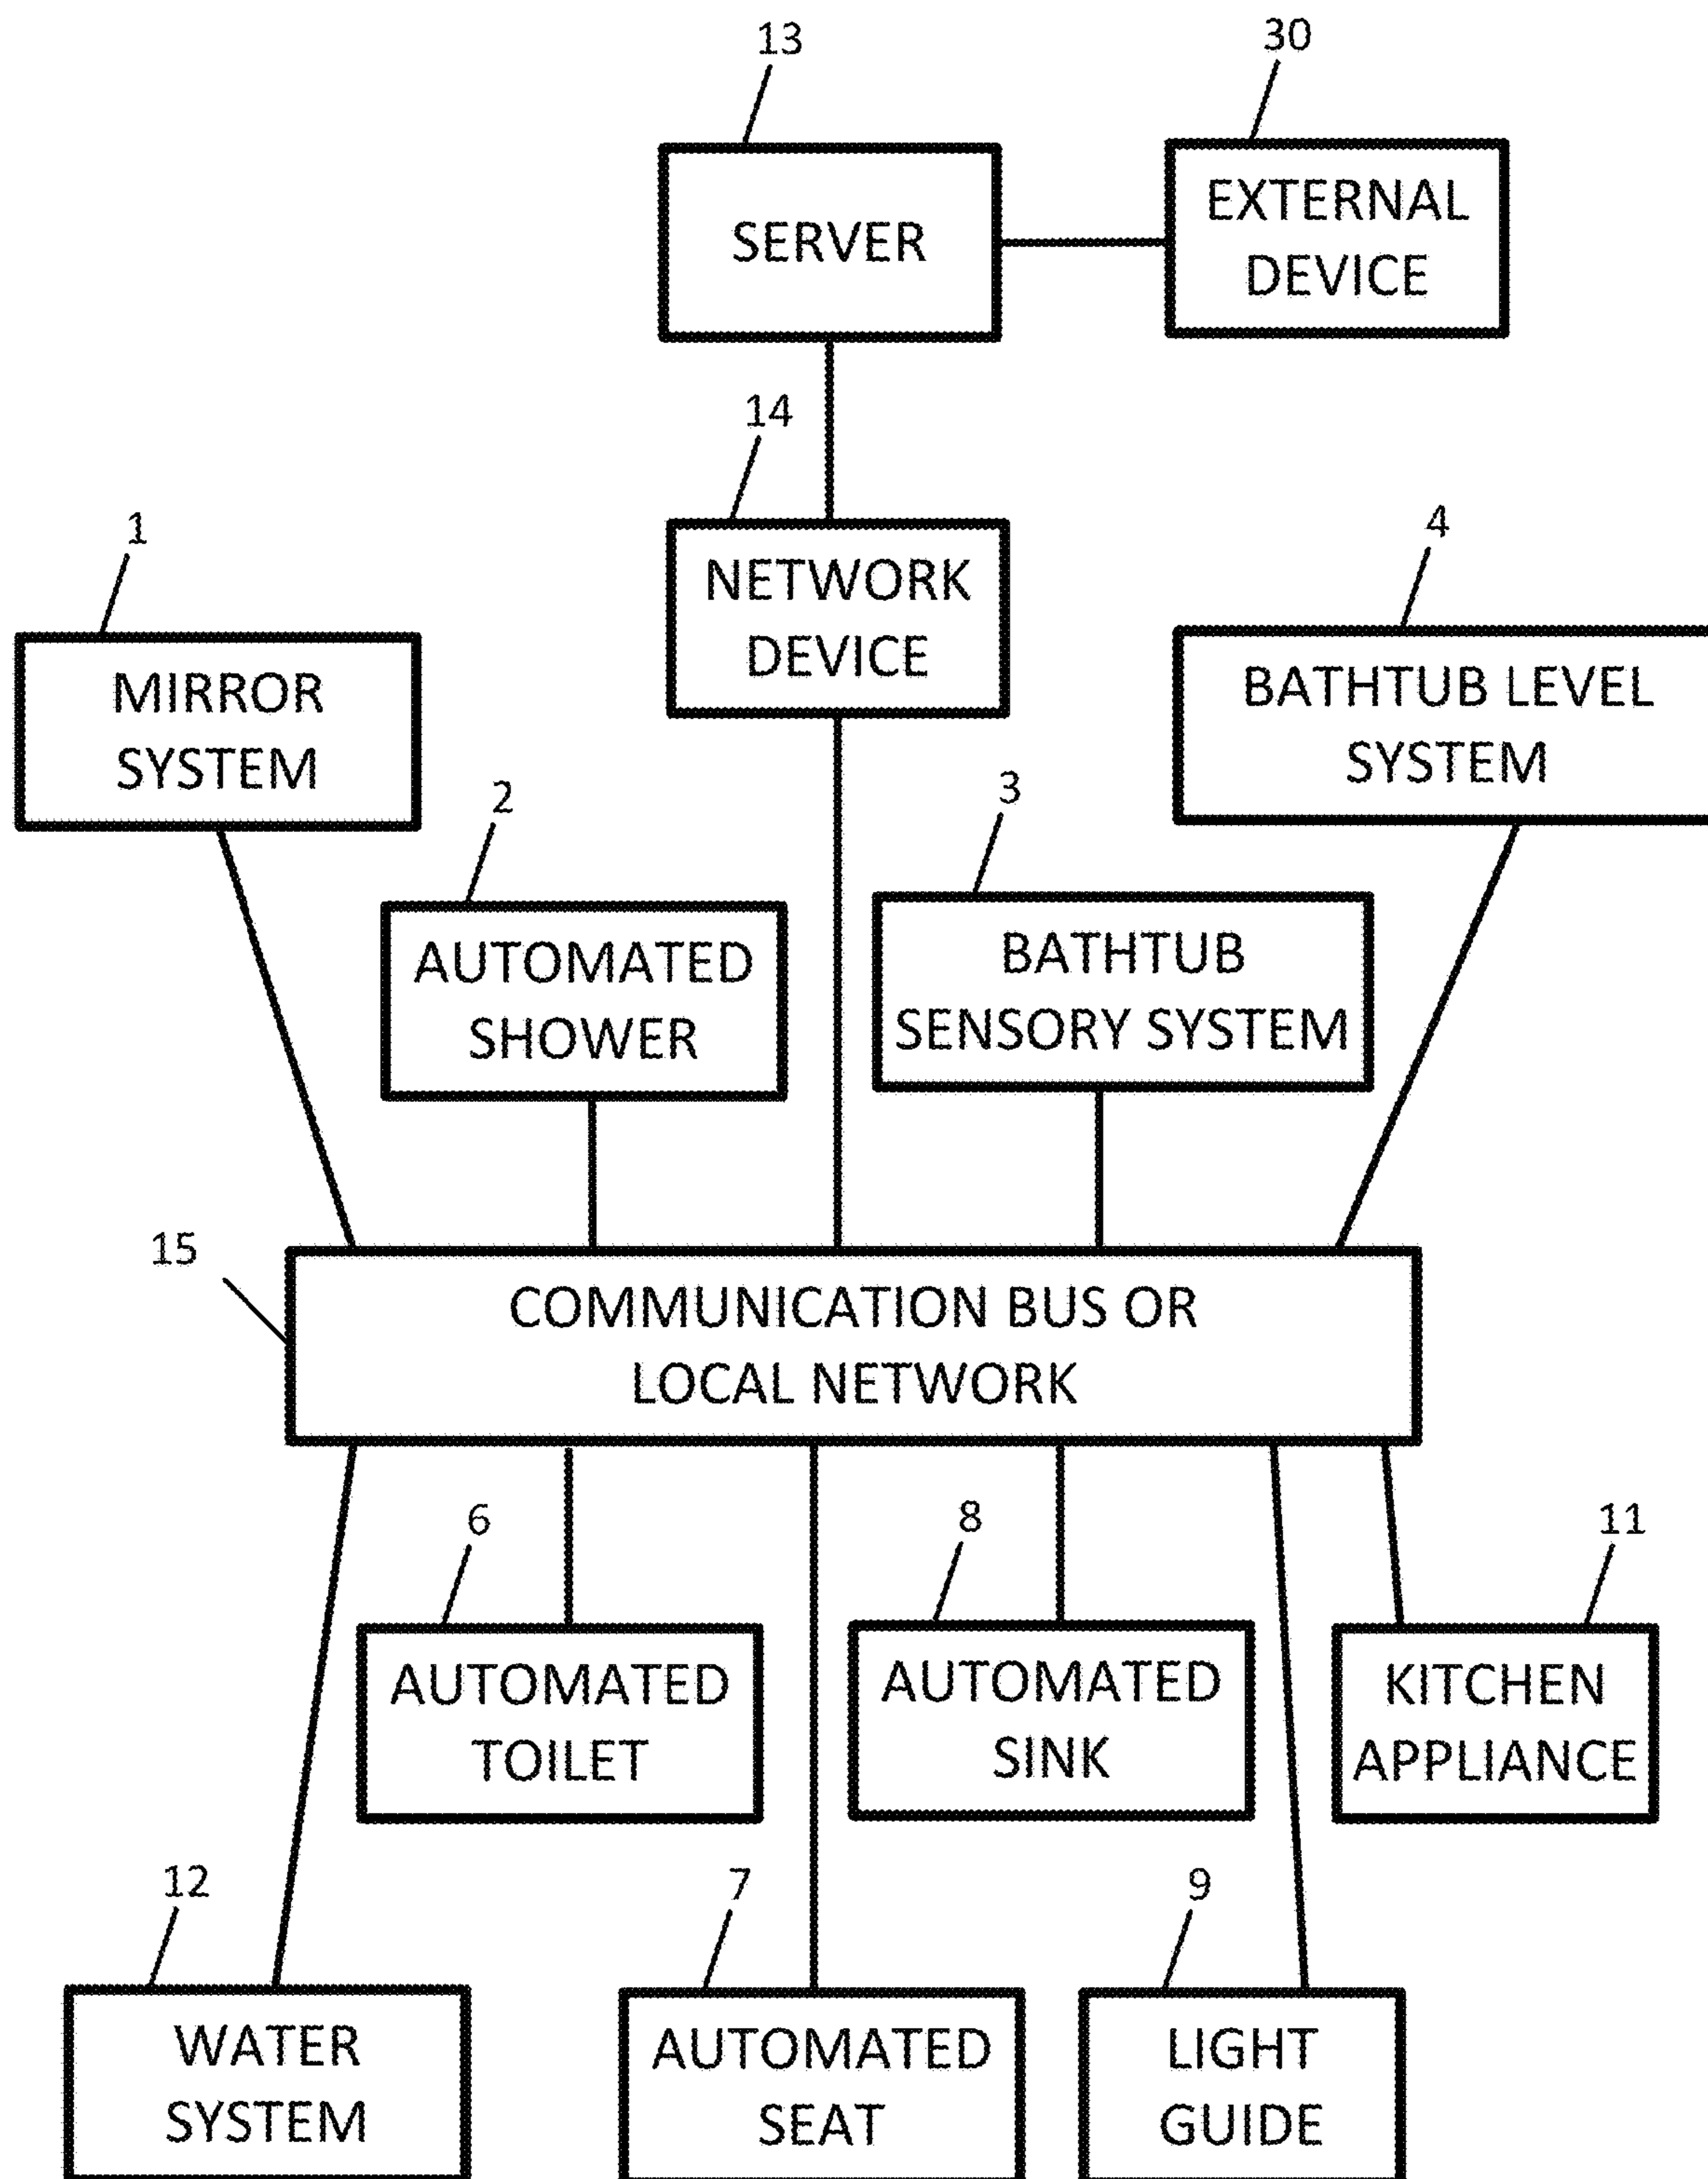 13
30
SERVER
EXTERNAL
DEVICE
14
NETWORK
DEVICE
1
MIRROR
SYSTEM
4
BATHTUB LEVEL
SYSTEM
2
AUTOMATED
SHOWER
3
BATHTUB
SENSORY SYSTEM
15
COMMUNICATION BUS OR
LOCAL NETWORK
6
AUTOMATED
TOILET
8
AUTOMATED
SINK
11
KITCHEN
APPLIANCE
12
WATER
SYSTEM
7
AUTOMATED
SEAT
9
LIGHT
GUIDE